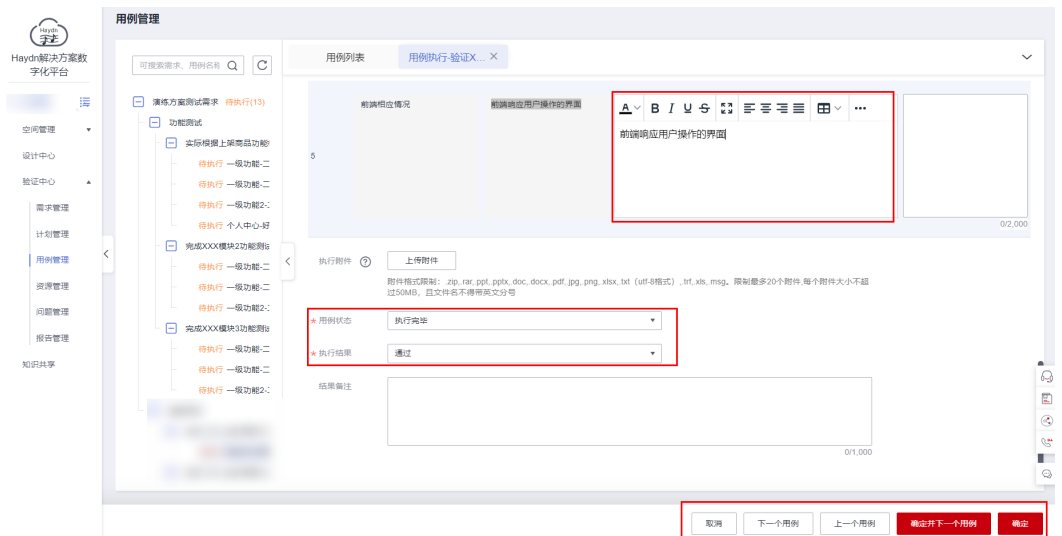 用例管理
Haydn
Haydn解决方案数
字化平台
空间管理
设计中心
验证中心
需求管理
计划管理
用例管理
资源管理
问题管理
报告管理
知识共享
可搜索需求、用例名称
演练方案测试需求 待执行(13)
功能测试
实际根据上架商品功能
待执行 一级功能-二
待执行 一级功能-二
待执行 一级功能2-
待执行 个人中心-好
完成XXX模块2功能测试
待执行 一级功能-二
待执行 一级功能-二
待执行 一级功能2-
完成XXX模块3功能测试
待执行 一级功能-二
待执行 一级功能-二
待执行 一级功能2-
用例列表
用例执行-验证X... ×
5
前端相应情况
前端响应用户操作的界面
A B I U S
前端响应用户操作的界面
0/2,000
执行附件 ? 上传附件
附件格式限制：.zip,.rar,.ppt,.pptx,.doc,.docx,.pdf,.jpg,.png,.xlsx,.txt（utf-8格式）,.trf,.xls,.msg。限制最多20个附件,每个附件大小不超
过50MB，且文件名不得带英文分号
* 用例状态 执行完毕
* 执行结果 通过
结果备注
0/1,000
取消 下一个用例 上一个用例 确定并下一个用例 确定